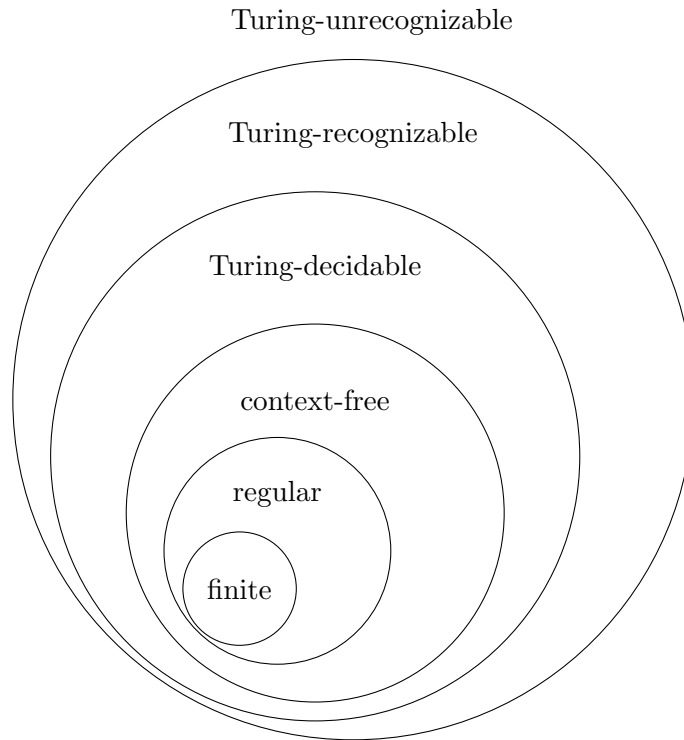 Turing-unrecognizable
Turing-recognizable
Turing-decidable
context-free
regular
finite